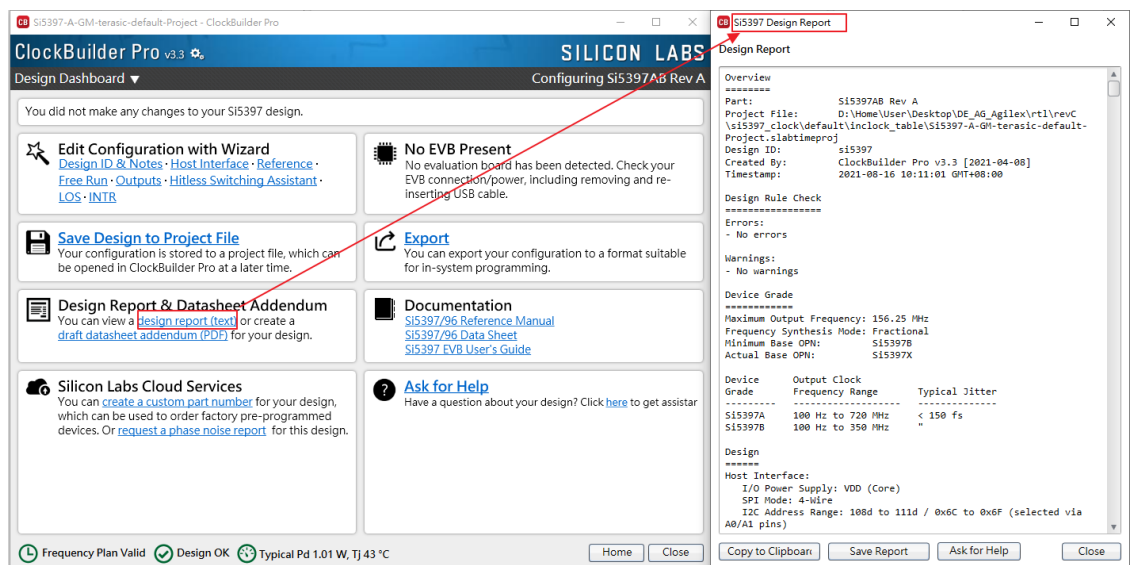 Si5397-A-GM-terasic-default-Project - ClockBuilder Pro
ClockBuilder Pro v3.3
SILICON LABS
Design Dashboard ▼
Configuring Si5397AB Rev A
You did not make any changes to your Si5397 design.
Edit Configuration with Wizard
Design ID & Notes · Host Interface · Reference ·
Free Run · Outputs · Hitless Switching Assistant ·
LOS · INTR
No EVB Present
No evaluation board has been detected. Check your
EVB connection/power, including removing and re-
inserting USB cable.
Save Design to Project File
Your configuration is stored to a project file, which can
be opened in ClockBuilder Pro at a later time.
Export
You can export your configuration to a format suitable
for in-system programming.
Design Report & Datasheet Addendum
You can view a design report (text) or create a
draft datasheet addendum (PDF) for your design.
Documentation
Si5397/96 Reference Manual
Si5397/96 Data Sheet
Si5397 EVB User's Guide
Silicon Labs Cloud Services
You can create a custom part number for your design,
which can be used to order factory pre-programmed
devices. Or request a phase noise report for this design.
Ask for Help
Have a question about your design? Click here to get assistar
Frequency Plan Valid
Design OK
Typical Pd 1.01 W, Tj 43 °C
Home
Close
Si5397 Design Report
Design Report
Overview
========
Part: Si5397AB Rev A
Project File: D:\Home\User\Desktop\DE_AG_Agilex\rtl\revC
\si5397_clock\default\inclock_table\Si5397-A-GM-terasic-default-
Project.slabtimeproj
Design ID: si5397
Created By: ClockBuilder Pro v3.3 [2021-04-08]
Timestamp: 2021-08-16 10:11:01 GMT+08:00
Design Rule Check
=================
Errors:
- No errors
Warnings:
- No warnings
Device Grade
============
Maximum Output Frequency: 156.25 MHz
Frequency Synthesis Mode: Fractional
Minimum Base OPN: Si5397B
Actual Base OPN: Si5397X
Device Output Clock
Grade Frequency Range Typical Jitter
--------- ------------------- --------------
Si5397A 100 Hz to 720 MHz < 150 fs
Si5397B 100 Hz to 350 MHz "
Design
======
Host Interface:
I/O Power Supply: VDD (Core)
SPI Mode: 4-Wire
I2C Address Range: 108d to 111d / 0x6C to 0x6F (selected via
A0/A1 pins)
Copy to Clipboard
Save Report
Ask for Help
Close